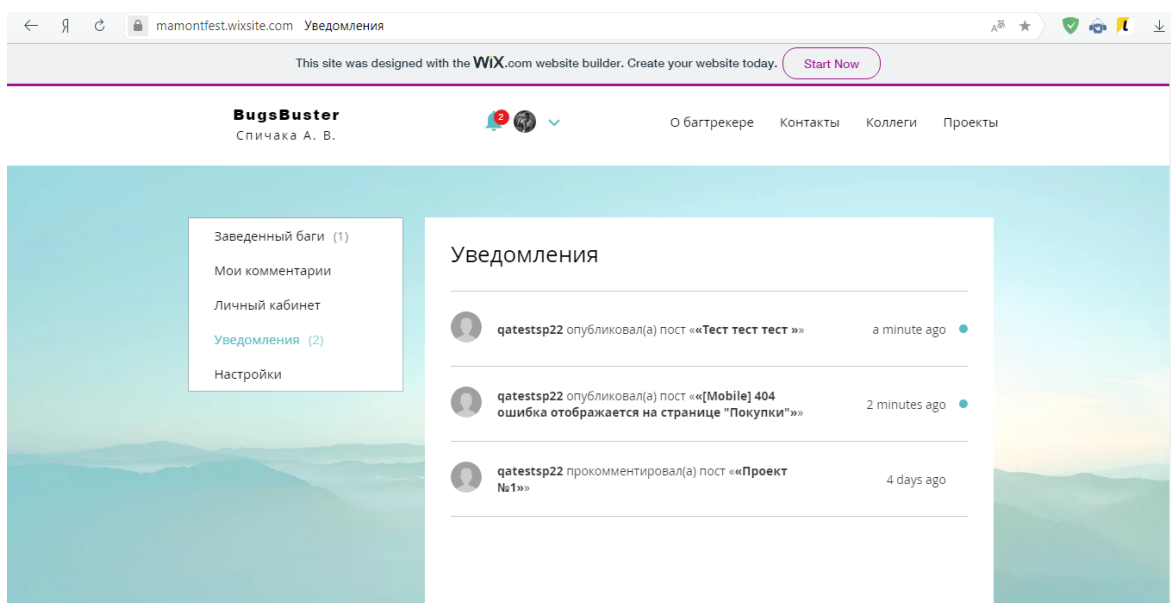 mamontfest.wixsite.com Уведомления
This site was designed with the WiX.com website builder. Create your website today. Start Now
BugsBuster
Спичака А. В.
2
О багтрекере Контакты Коллеги Проекты
Заведенный баги (1)
Мои комментарии
Личный кабинет
Уведомления (2)
Настройки
Уведомления
qatestsp22 опубликовал(а) пост ««Тест тест тест »» a minute ago
qatestsp22 опубликовал(а) пост ««[Mobile] 404
ошибка отображается на странице "Покупки"»» 2 minutes ago
qatestsp22 прокомментировал(а) пост ««Проект
№1»» 4 days ago